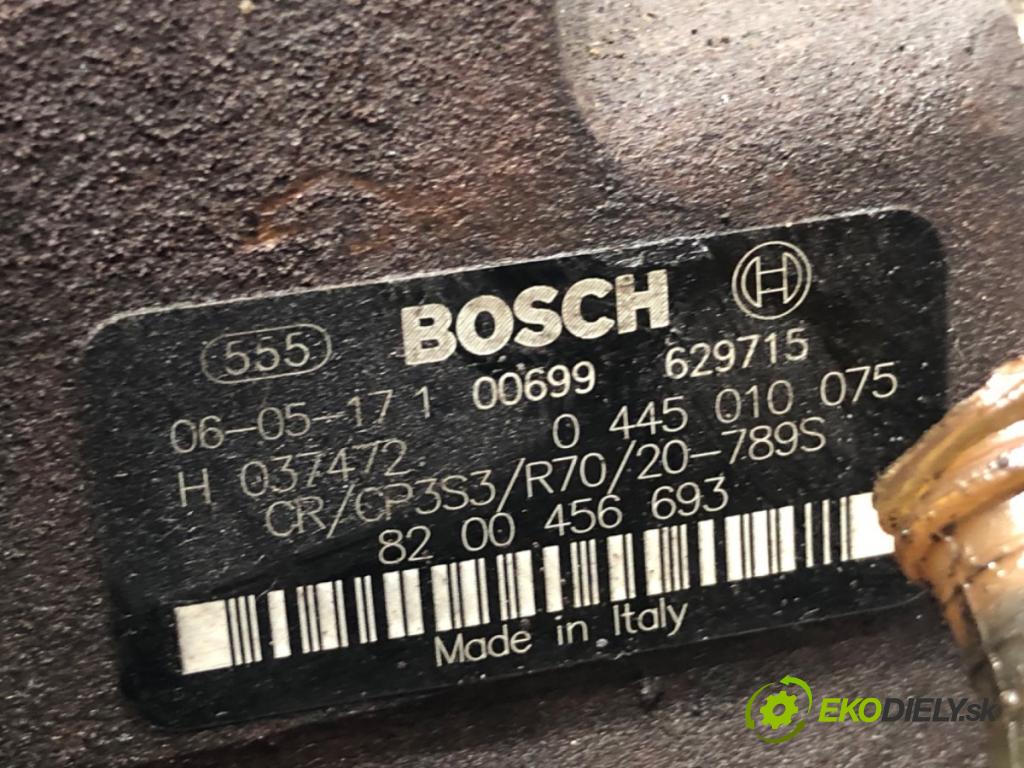 555 BOSCH H
06-05-17 1 00699 629715
H 037472 0 445 010 075
CR/CP3S3/R70/20-789S
82 00 456 693
Made in Italy
EKODIELY.sk